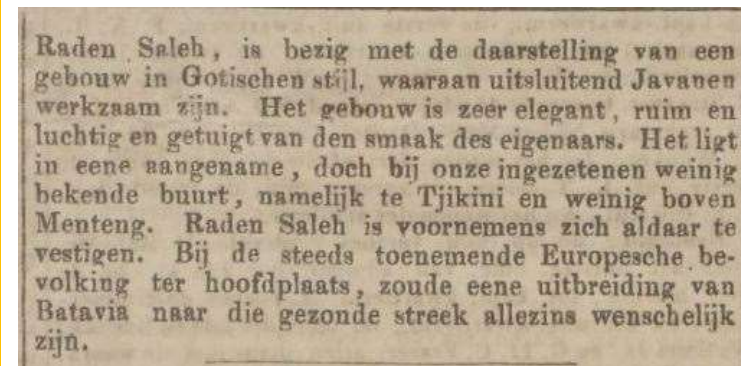 Raden Saleh, is bezig met de daarstelling van een
gebouw in Gotischen stijl, waaraan uitsluitend Javanen
werkzaam zijn. Het gebouw is zeer elegant, ruim en
luchtig en getuigt van den smaak des eigenaars. Het ligt
in eene aangename, doch bij onze ingezetenen weinig
bekende buurt, namelijk te Tjikini en weinig boven
Menteng. Raden Saleh is voornemens zich aldaar te
vestigen. Bij de steeds toenemende Europesche be-
volking ter hoofdplaats, zoude eene uitbreiding van
Batavia naar die gezonde streek allezins wenschelijk
zijn.